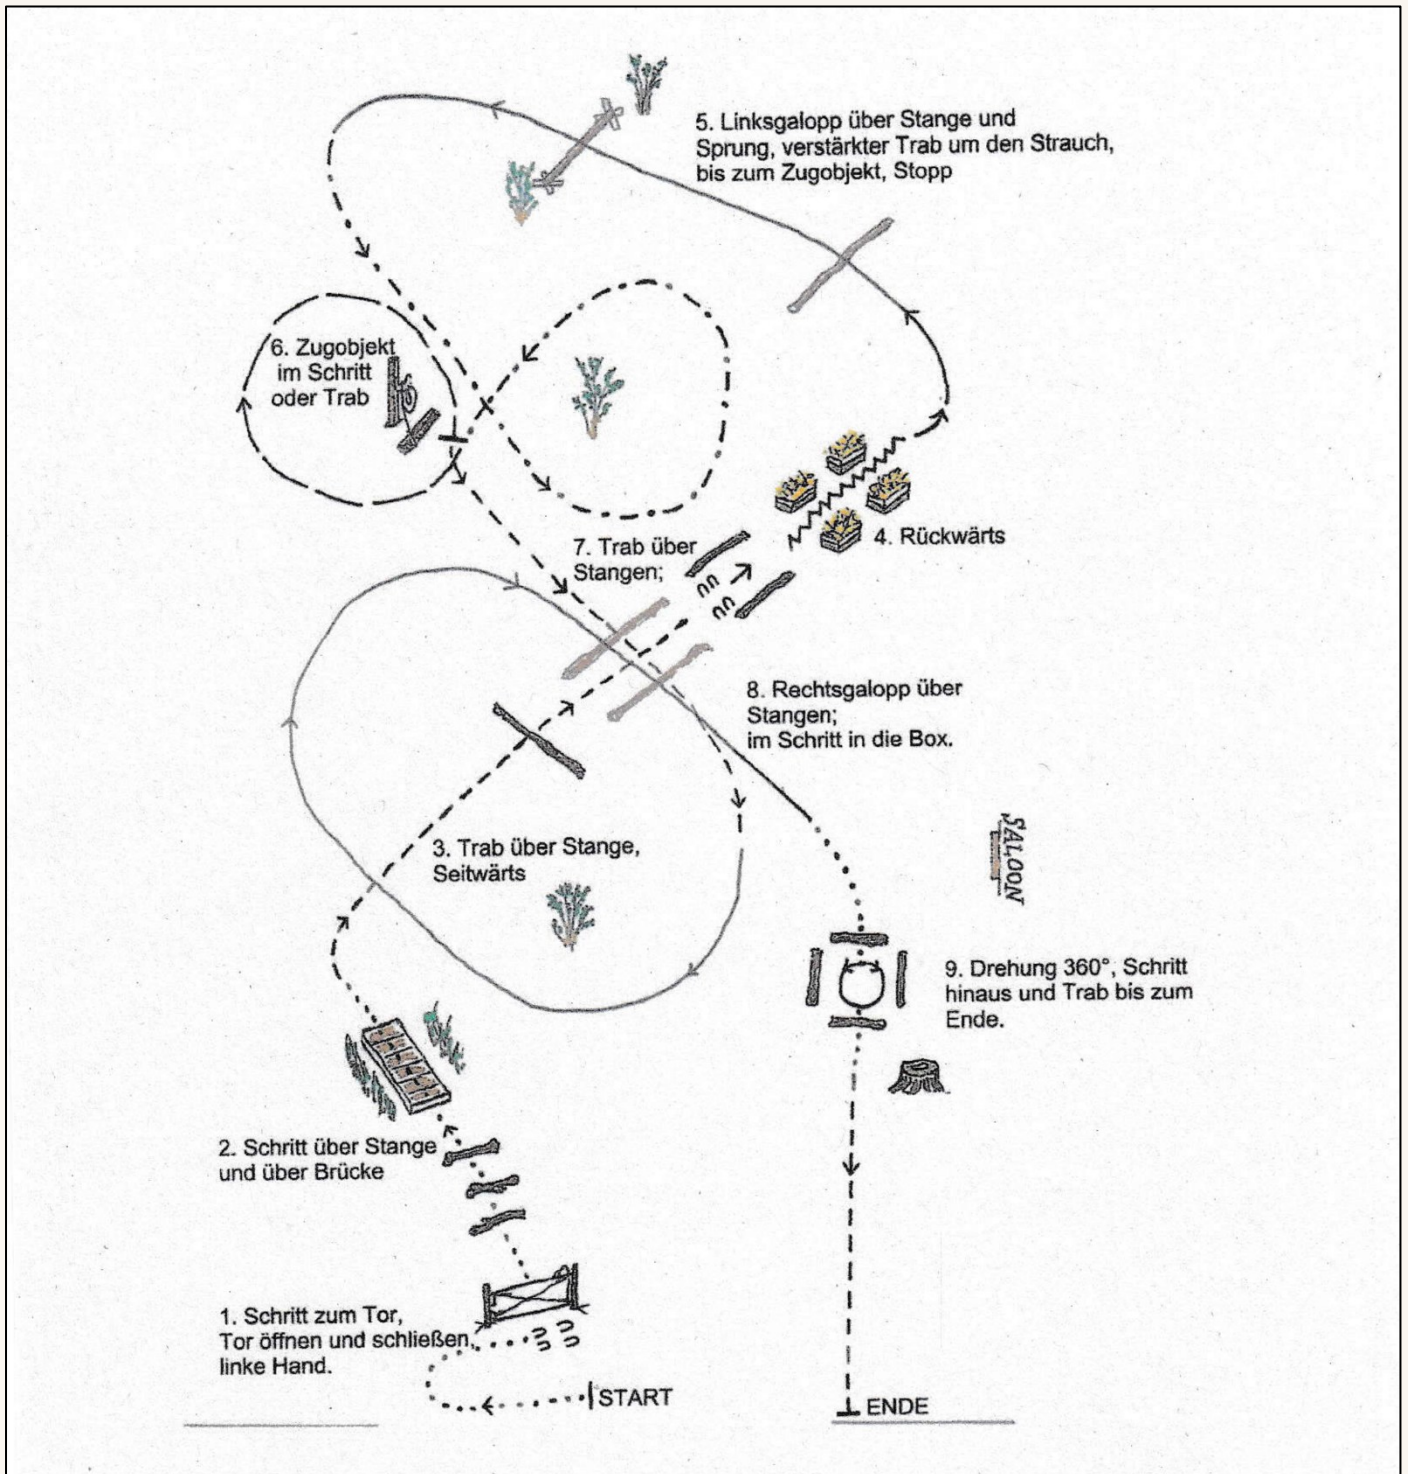 5. Linksgalopp über Stange und
Sprung, verstärkter Trab um den Strauch,
bis zum Zugobjekt, Stopp
6. Zugobjekt
im Schritt
oder Trab
4. Rückwärts
7. Trab über
Stangen;
8. Rechtsgalopp über
Stangen;
im Schritt in die Box.
3. Trab über Stange,
Seitwärts
SALOON
9. Drehung 360°, Schritt
hinaus und Trab bis zum
Ende.
2. Schritt über Stange
und über Brücke
1. Schritt zum Tor,
Tor öffnen und schließen,
linke Hand.
START
ENDE